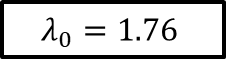 λ₀ = 1.76